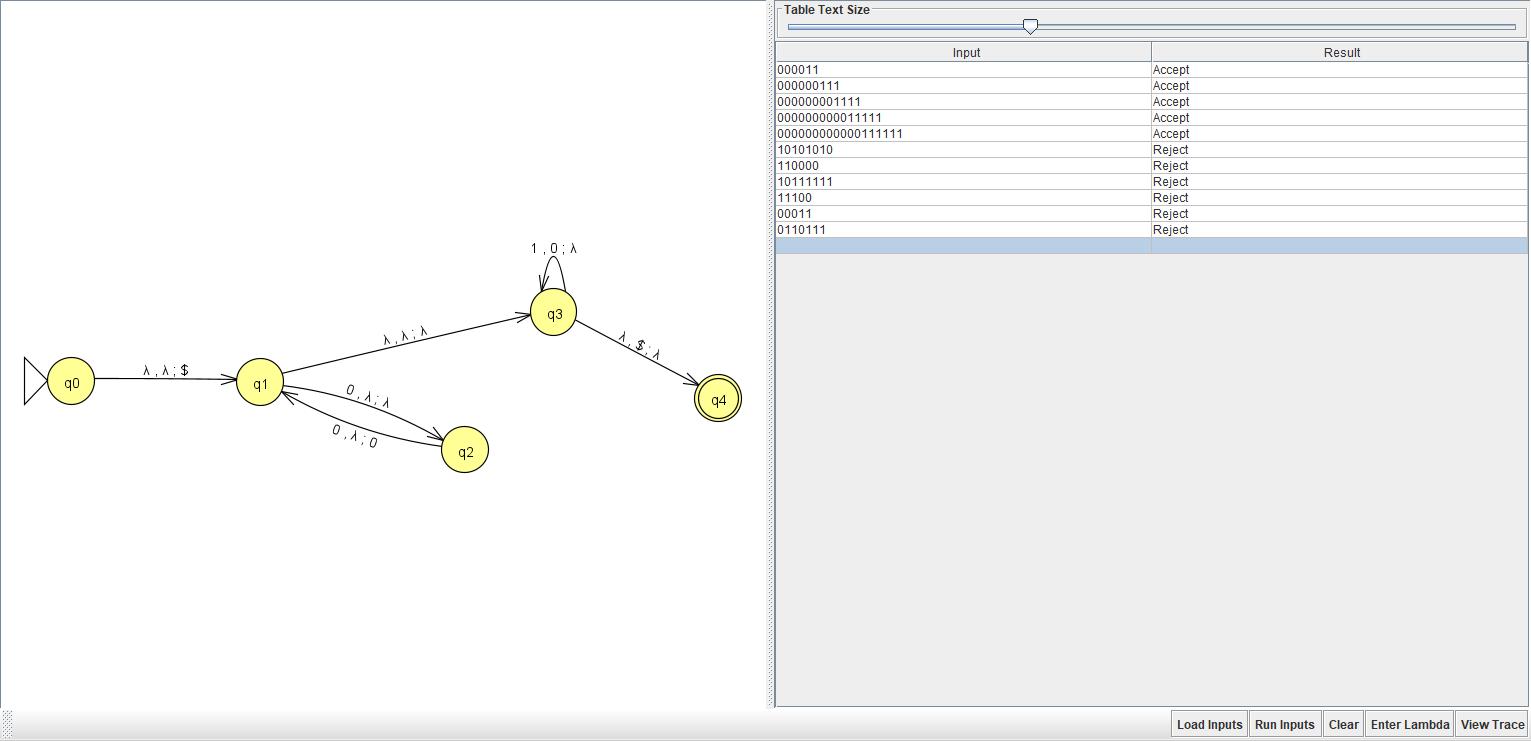 Table Text Size
Input Result
000011 Accept
000000111 Accept
000000001111 Accept
000000000011111 Accept
000000000000111111 Accept
10101010 Reject
110000 Reject
10111111 Reject
11100 Reject
00011 Reject
0110111 Reject
1 , 0 ; λ
q3
λ , λ ; λ
λ , $ ; λ
λ , λ ; $
q0
q1
0 , λ ; λ
q4
0 , λ ; 0
q2
Load Inputs Run Inputs Clear Enter Lambda View Trace